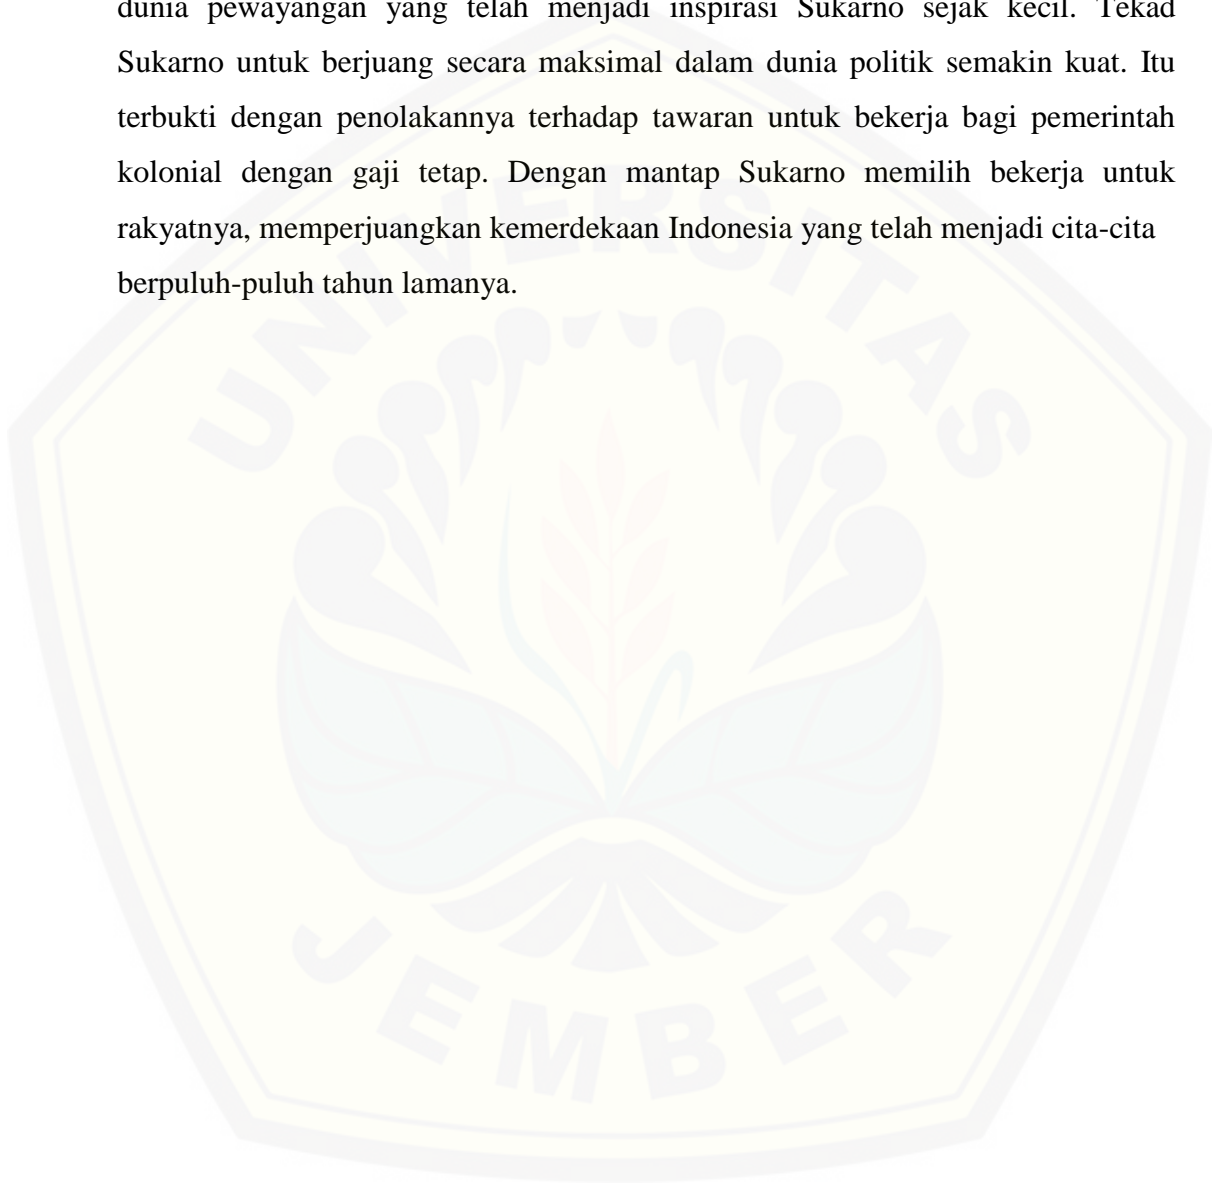 dunia pewayangan yang telah menjadi inspirasi Sukarno sejak kecil. Tekad
Sukarno untuk berjuang secara maksimal dalam dunia politik semakin kuat. Itu
terbukti dengan penolakannya terhadap tawaran untuk bekerja bagi pemerintah
kolonial dengan gaji tetap. Dengan mantap Sukarno memilih bekerja untuk
rakyatnya, memperjuangkan kemerdekaan Indonesia yang telah menjadi cita-cita
berpuluh-puluh tahun lamanya.
UNIVERSITAS
JEMBER